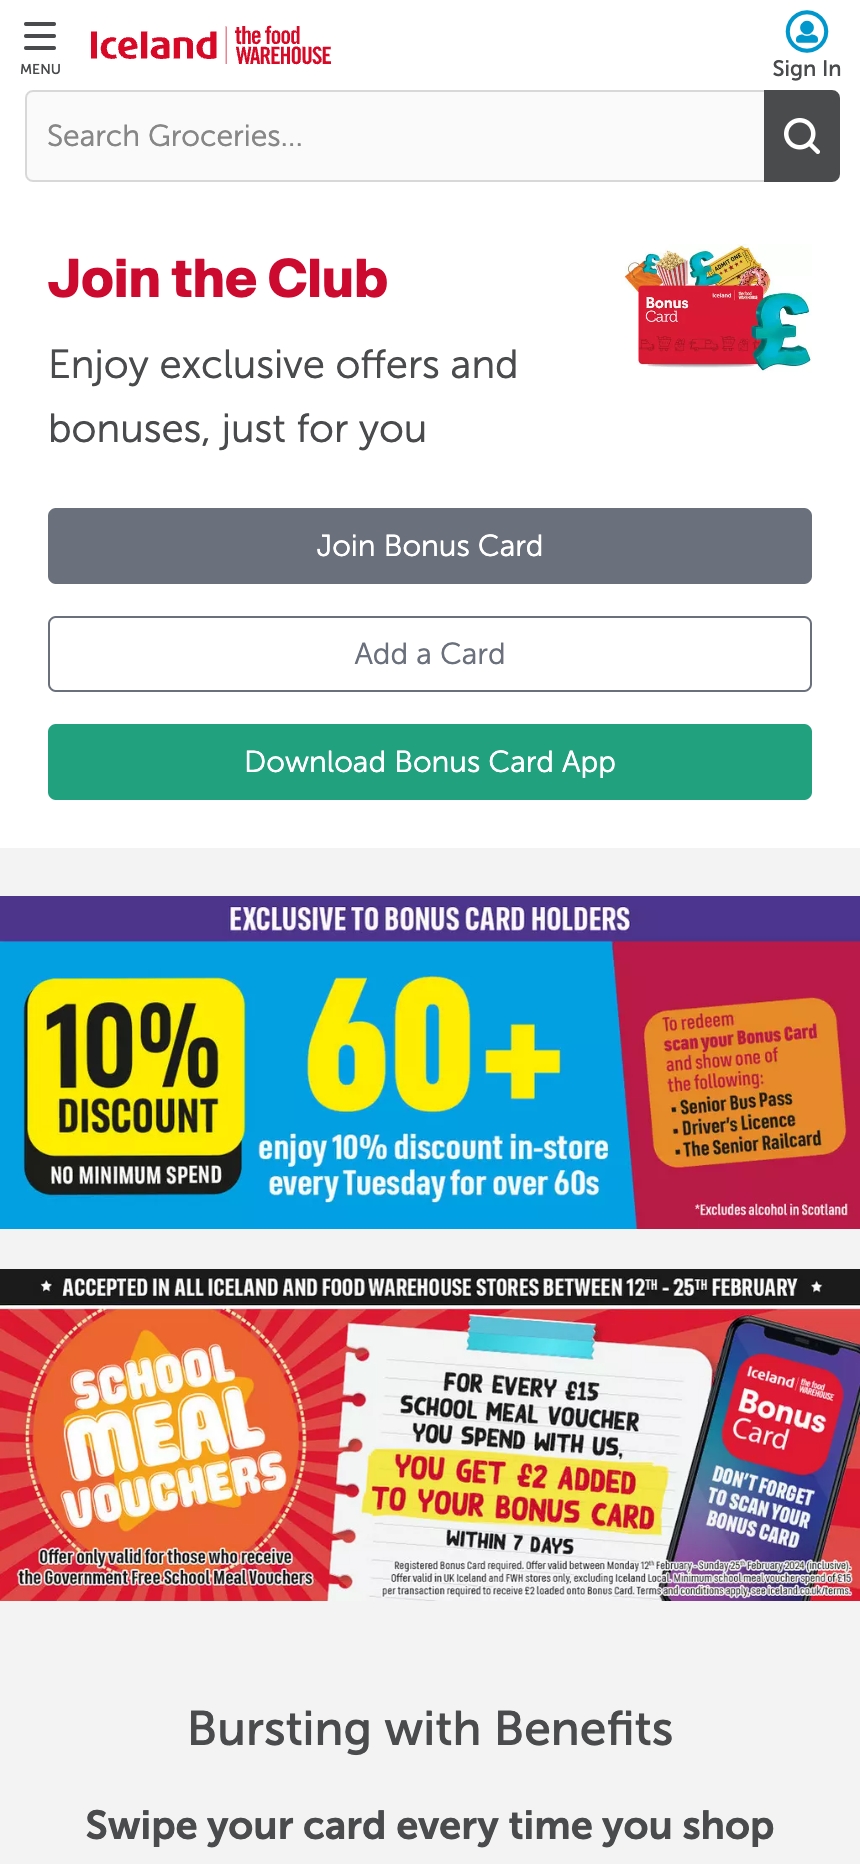 MENU
Iceland
the food
WAREHOUSE
Sign In
Search Groceries...
Join the Club
Enjoy exclusive offers and
bonuses, just for you
ADMIT ONE
Bonus
Card
Iceland
the food
WAREHOUSE
Join Bonus Card
Add a Card
Download Bonus Card App
EXCLUSIVE TO BONUS CARD HOLDERS
10%
DISCOUNT
NO MINIMUM SPEND
60+
enjoy 10% discount in-store
every Tuesday for over 60s
To redeem
scan your Bonus Card
and show one of
the following:
▪ Senior Bus Pass
▪ Driver's Licence
▪ The Senior Railcard
*Excludes alcohol in Scotland
★ ACCEPTED IN ALL ICELAND AND FOOD WAREHOUSE STORES BETWEEN 12TH - 25TH FEBRUARY ★
SCHOOL
MEAL
VOUCHERS
Offer only valid for those who receive
the Government Free School Meal Vouchers
FOR EVERY £15
SCHOOL MEAL VOUCHER
YOU SPEND WITH US,
YOU GET £2 ADDED
TO YOUR BONUS CARD
WITHIN 7 DAYS
Iceland
the food
WAREHOUSE
Bonus
Card
DON'T FORGET
TO SCAN YOUR
BONUS CARD
Registered Bonus Card required. Offer valid between Monday 12th February - Sunday 25th February 2024 (inclusive).
Offer valid in UK Iceland and FWH stores only, excluding Iceland Local. Minimum school meal voucher spend of £15
per transaction required to receive £2 loaded onto Bonus Card. Terms and conditions apply, see iceland.co.uk/terms.
Bursting with Benefits
Swipe your card every time you shop